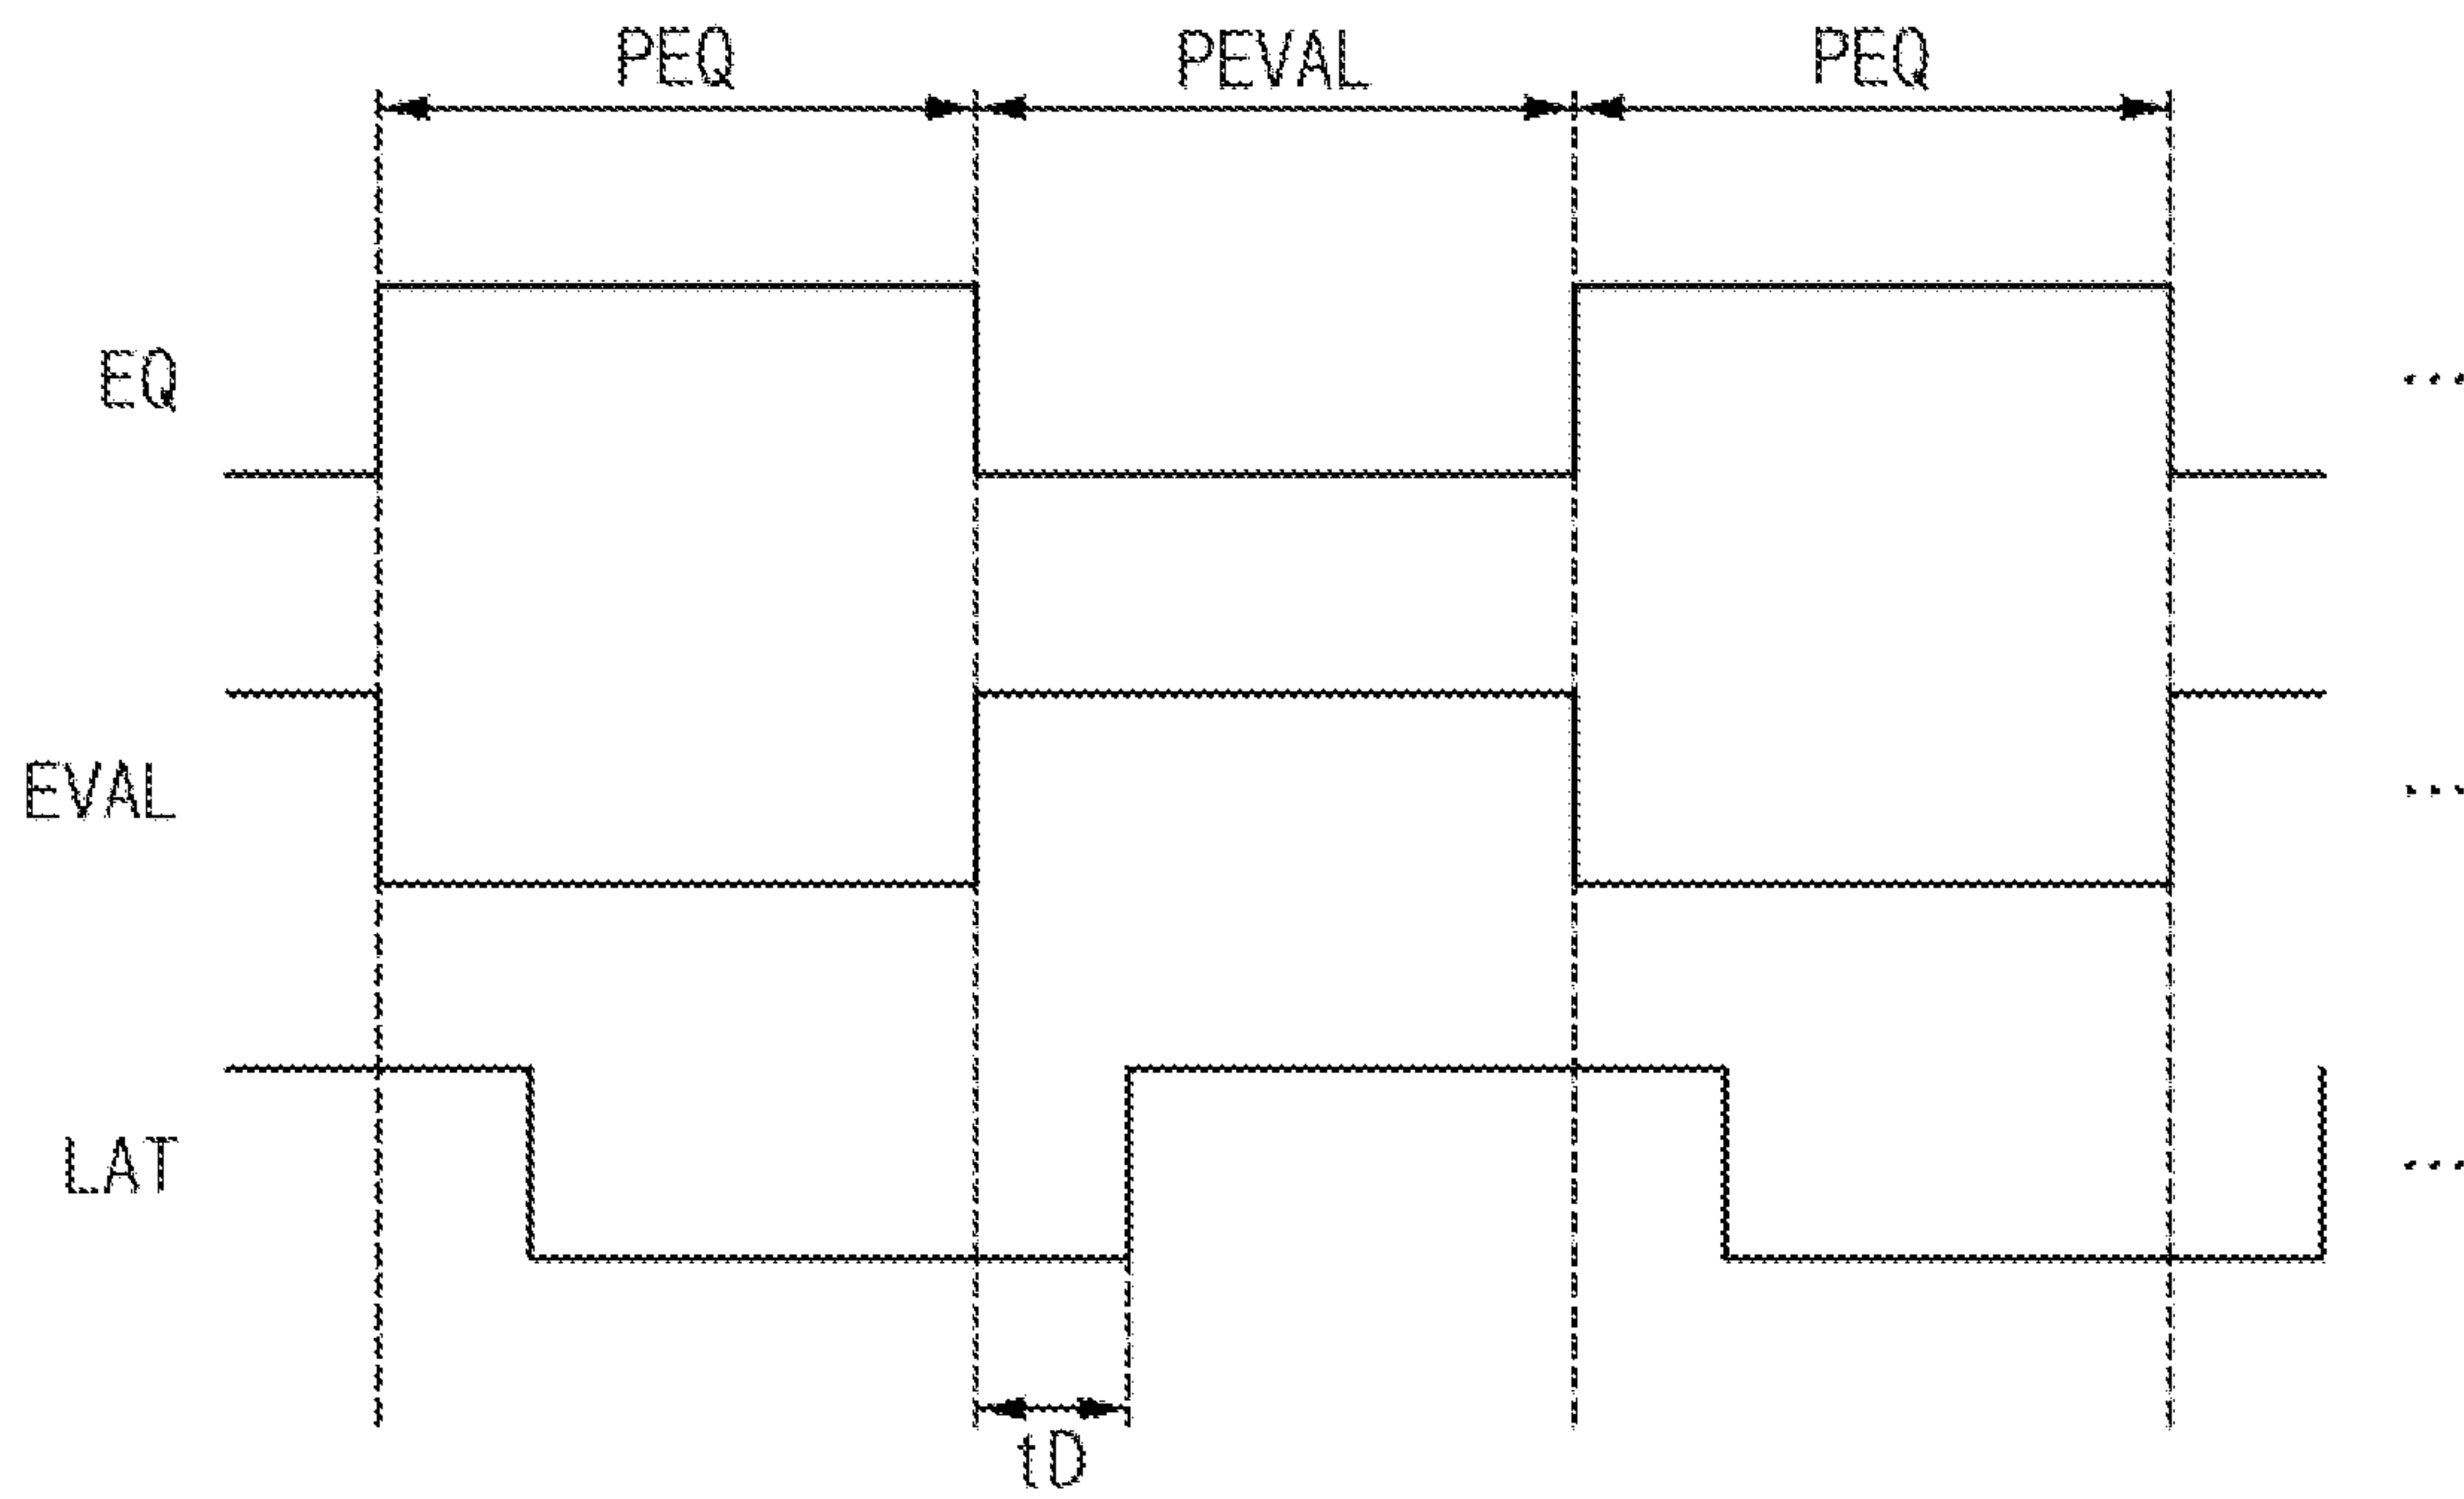 PEQ PEVAL PEQ
EQ ...
EVAL ...
LAT ...
tD